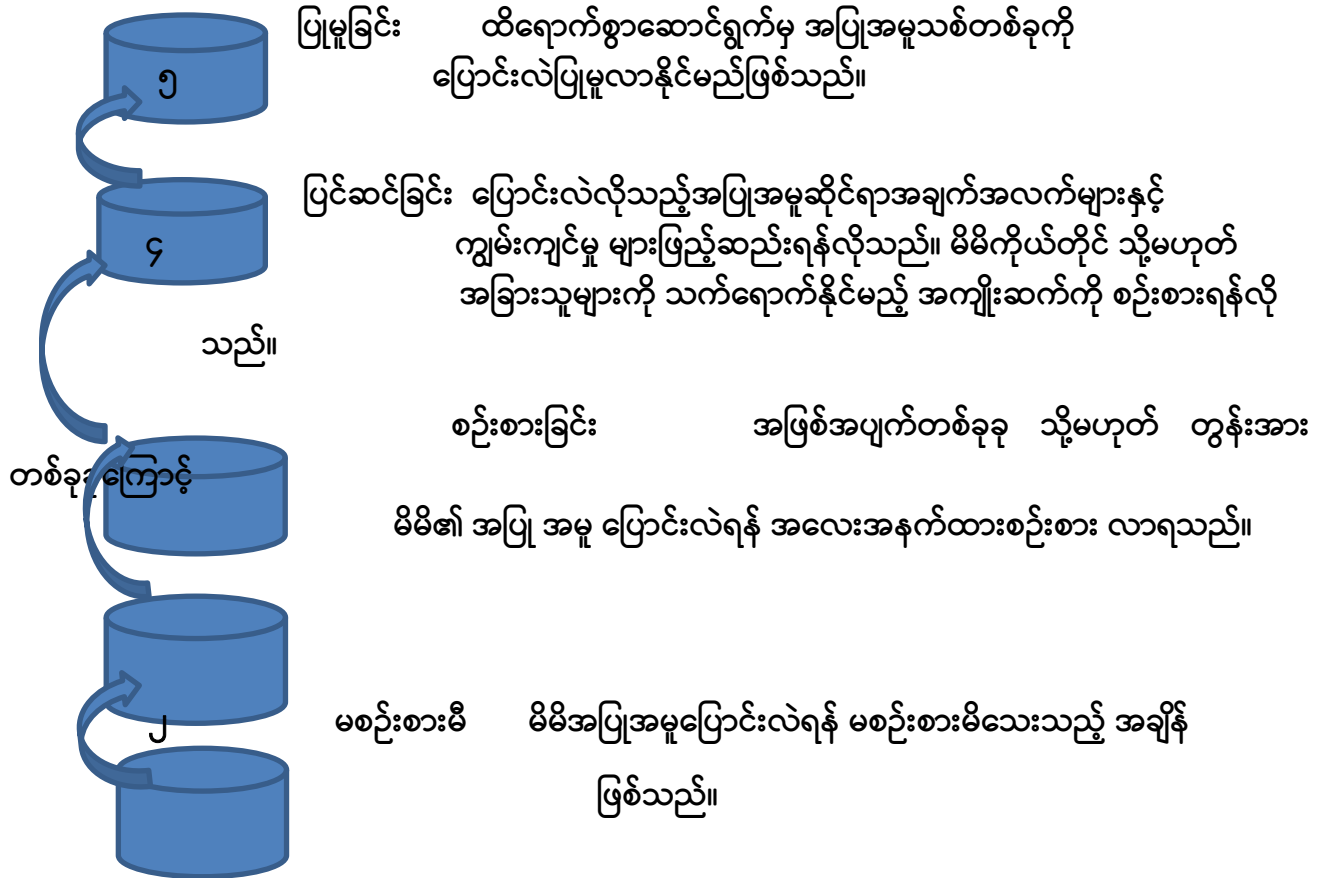 ပြုမူခြင်း ထိရောက်စွာဆောင်ရွက်မှ အပြုအမူသစ်တစ်ခုကို
၅ ပြောင်းလဲပြုမူလာနိုင်မည်ဖြစ်သည်။
ပြင်ဆင်ခြင်း ပြောင်းလဲလိုသည့်အပြုအမူဆိုင်ရာအချက်အလက်များနှင့်
၄ ကျွမ်းကျင်မှု များဖြည့်ဆည်းရန်လိုသည်။ မိမိကိုယ်တိုင် သို့မဟုတ်
အခြားသူများကို သက်ရောက်နိုင်မည့် အကျိုးဆက်ကို စဉ်းစားရန်လို
သည်။
စဉ်းစားခြင်း အဖြစ်အပျက်တစ်ခုခု သို့မဟုတ် တွန်းအား
တစ်ခုခုကြောင့်
မိမိ၏ အပြု အမူ ပြောင်းလဲရန် အလေးအနက်ထားစဉ်းစား လာရသည်။
၂ မစဉ်းစားမီ မိမိအပြုအမူပြောင်းလဲရန် မစဉ်းစားမိသေးသည့် အချိန်
ဖြစ်သည်။